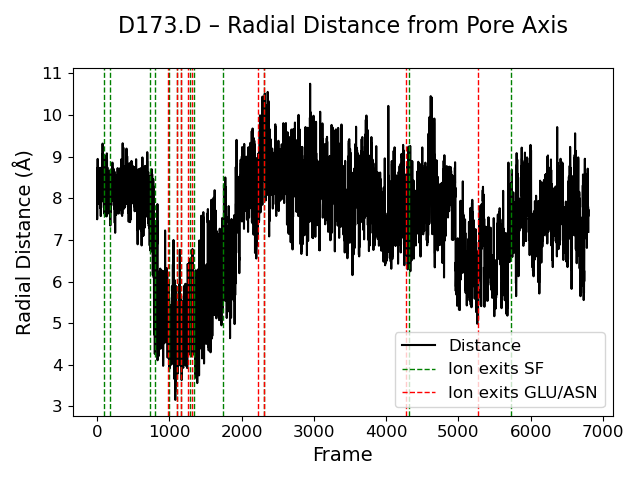 D173.D – Radial Distance from Pore Axis
Radial Distance (Å)
11
10
9
8
7
6
5
4
3
Distance
Ion exits SF
Ion exits GLU/ASN
0
1000
2000
3000
4000
5000
6000
7000
Frame